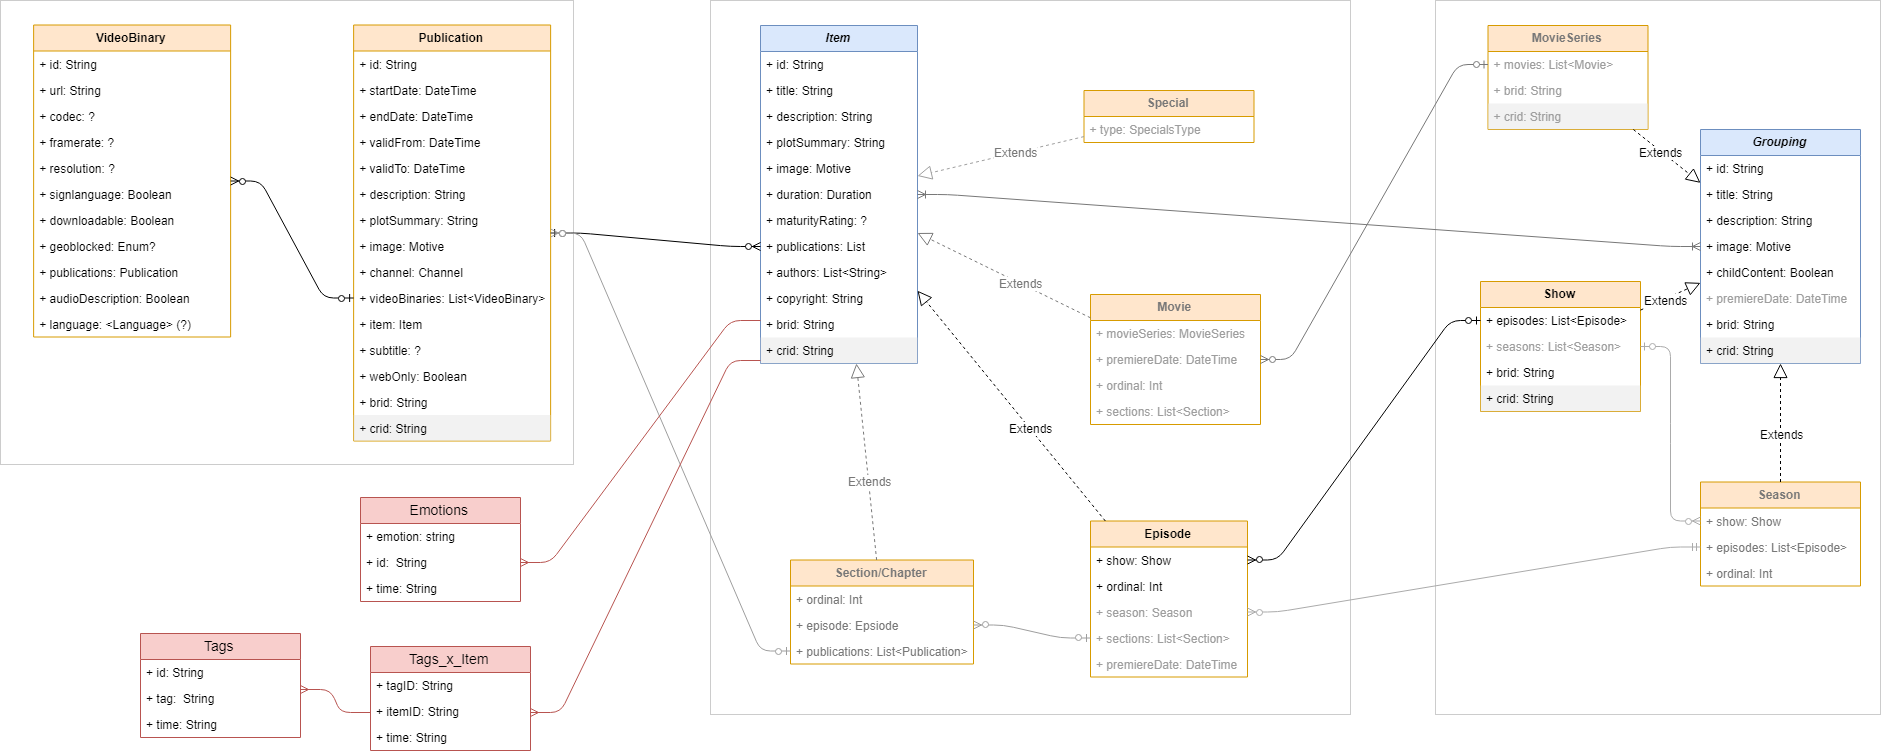 VideoBinary
+ id: String
+ url: String
+ codec: ?
+ framerate: ?
+ resolution: ?
+ signlanguage: Boolean
+ downloadable: Boolean
+ geoblocked: Enum?
+ publications: Publication
+ audioDescription: Boolean
+ language: <Language> (?)
Publication
+ id: String
+ startDate: DateTime
+ endDate: DateTime
+ validFrom: DateTime
+ validTo: DateTime
+ description: String
+ plotSummary: String
+ image: Motive
+ channel: Channel
+ videoBinaries: List<VideoBinary>
+ item: Item
+ subtitle: ?
+ webOnly: Boolean
+ brid: String
+ crid: String
Item
+ id: String
+ title: String
+ description: String
+ plotSummary: String
+ image: Motive
+ duration: Duration
+ maturityRating: ?
+ publications: List
+ authors: List<String>
+ copyright: String
+ brid: String
+ crid: String
Special
+ type: SpecialsType
Extends
Extends
Movie
+ movieSeries: MovieSeries
+ premiereDate: DateTime
+ ordinal: Int
+ sections: List<Section>
Extends
Extends
Section/Chapter
+ ordinal: Int
+ episode: Epsiode
+ publications: List<Publication>
Episode
+ show: Show
+ ordinal: Int
+ season: Season
+ sections: List<Section>
+ premiereDate: DateTime
MovieSeries
+ movies: List<Movie>
+ brid: String
+ crid: String
Extends
Grouping
+ id: String
+ title: String
+ description: String
+ image: Motive
+ childContent: Boolean
+ premiereDate: DateTime
+ brid: String
+ crid: String
Show
+ episodes: List<Episode>
+ seasons: List<Season>
+ brid: String
+ crid: String
Extends
Extends
Season
+ show: Show
+ episodes: List<Episode>
+ ordinal: Int
Emotions
+ emotion: string
+ id:  String
+ time: String
Tags
+ id: String
+ tag:  String
+ time: String
Tags_x_Item
+ tagID: String
+ itemID: String
+ time: String